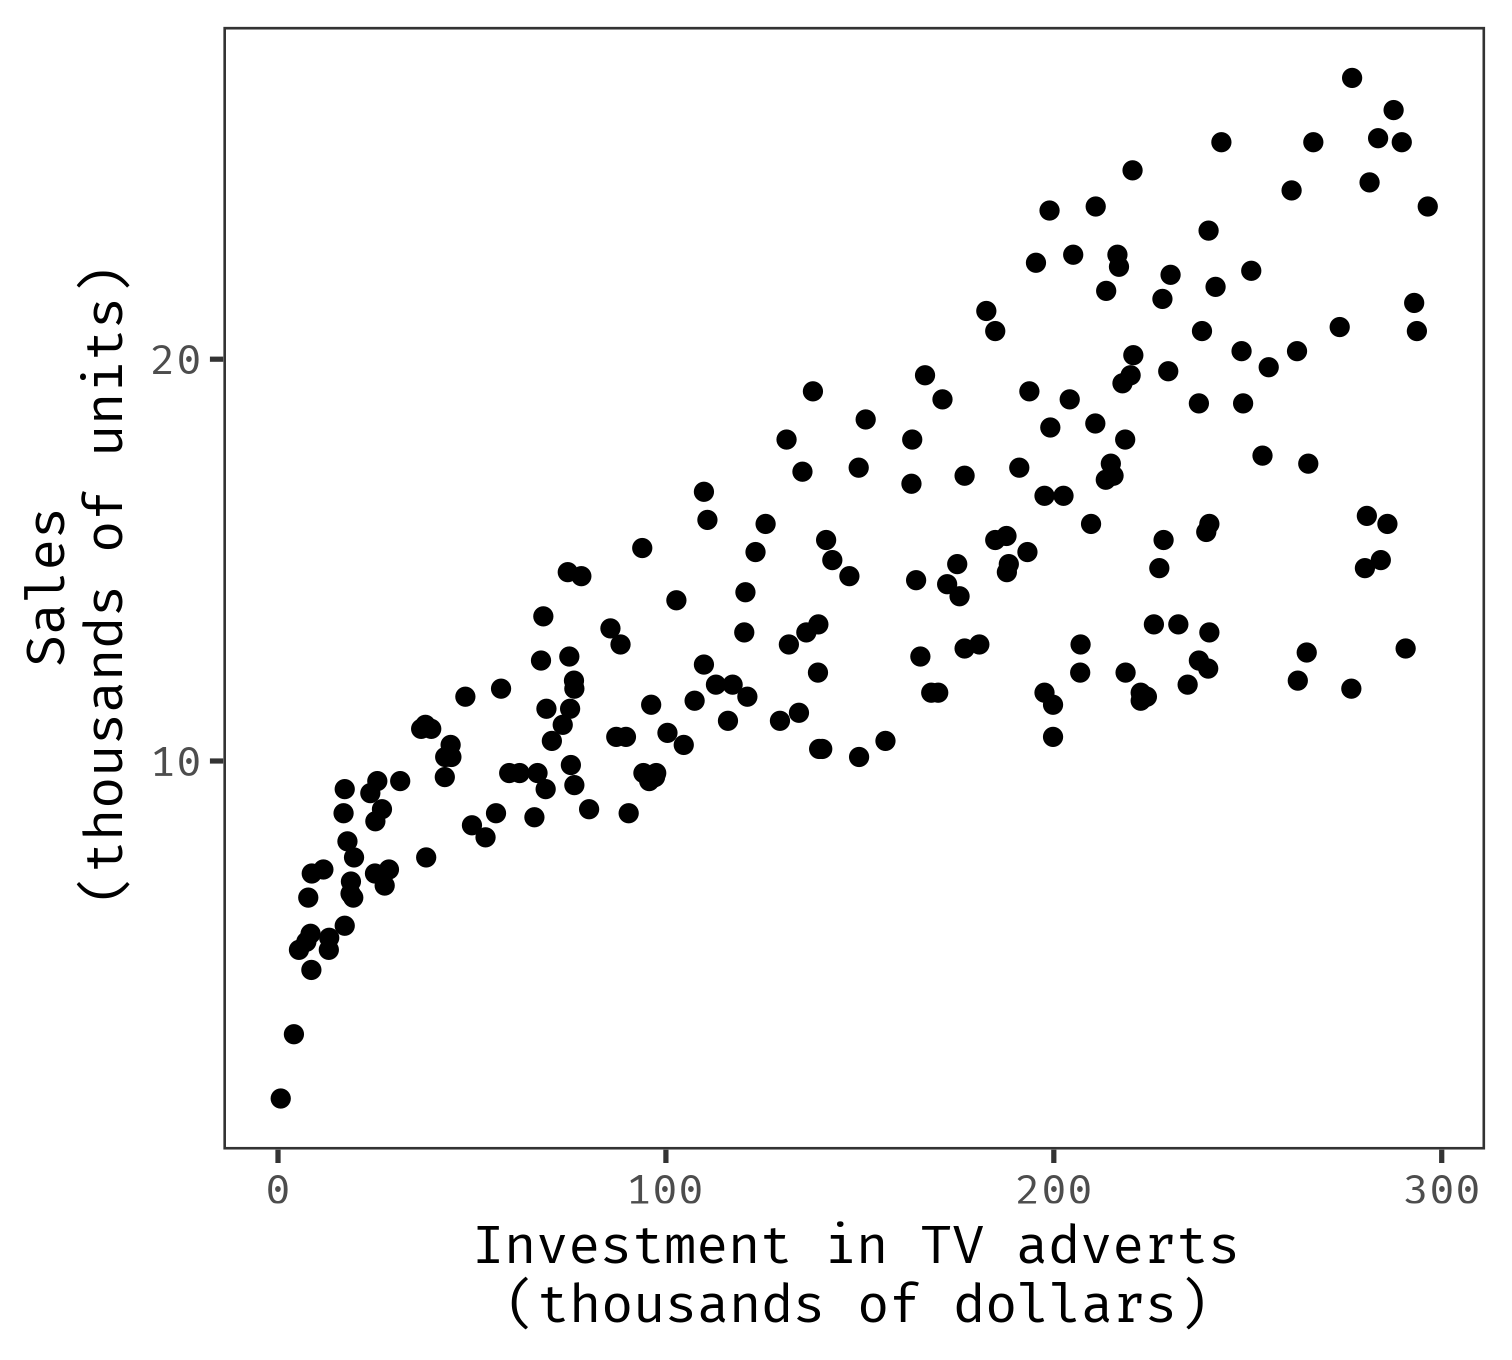 Sales
(thousands of units)
20
10
0 100 200 300
Investment in TV adverts
(thousands of dollars)